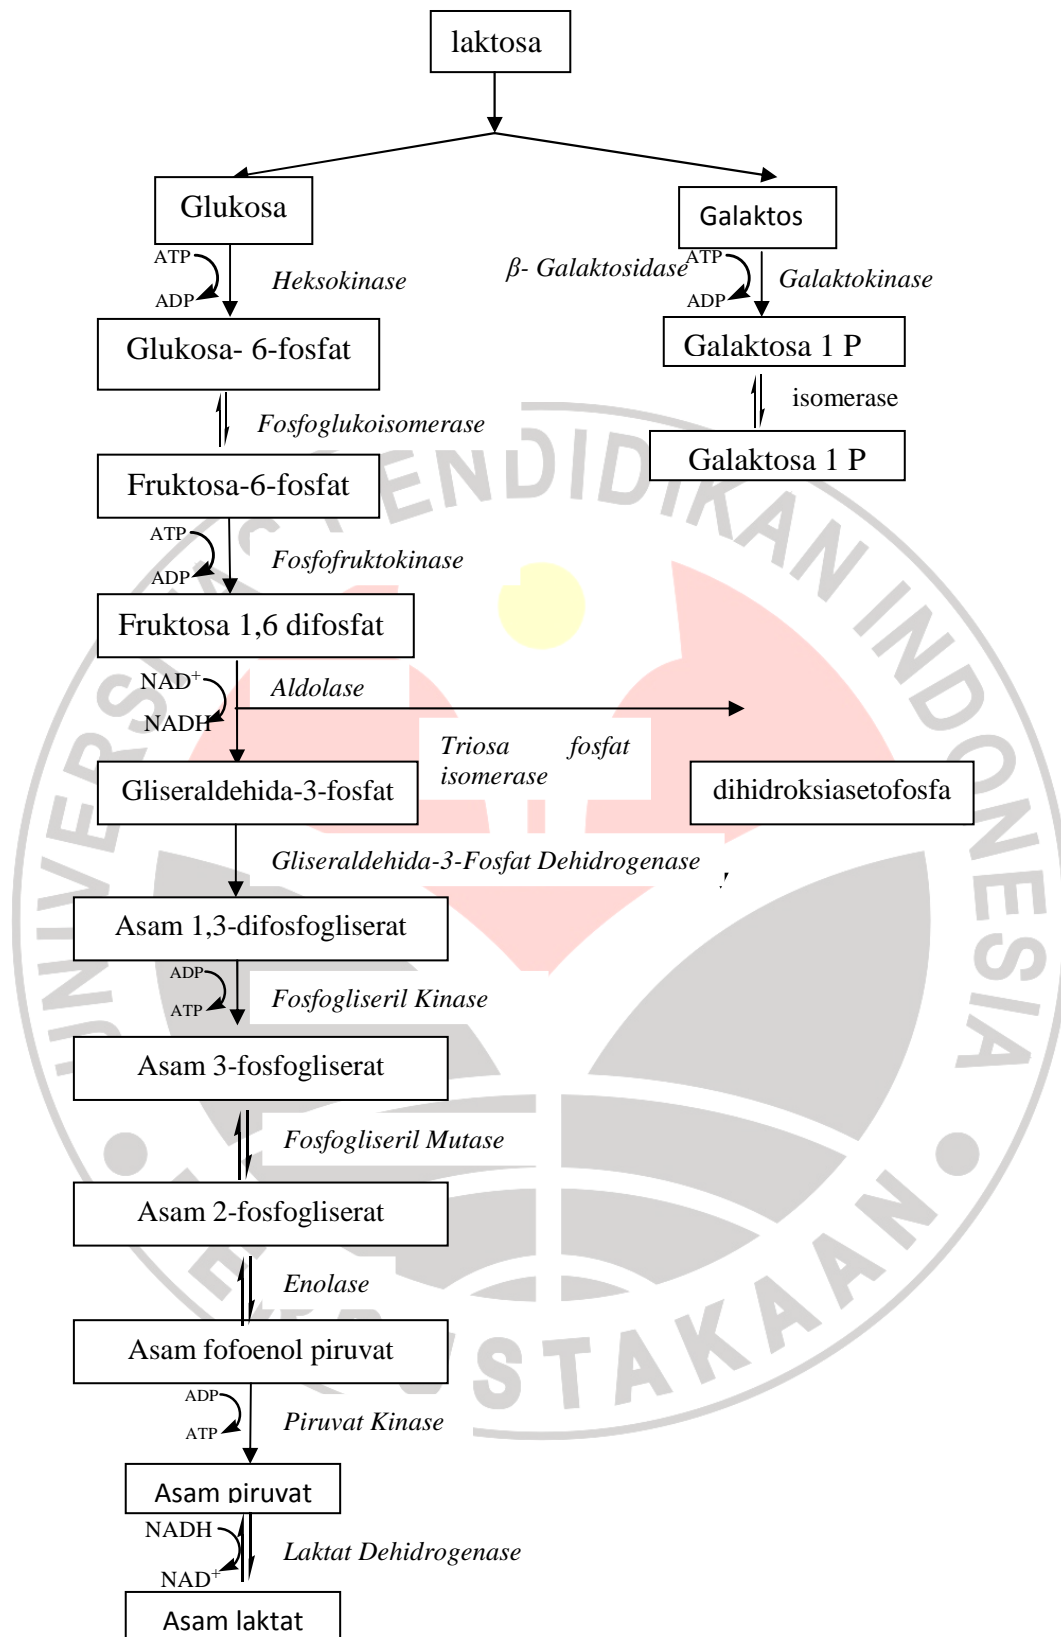 laktosa
Glukosa
Galaktos
ATP
ADP
Heksokinase
β- Galaktosidase
ATP
ADP
Galaktokinase
Glukosa- 6-fosfat
Galaktosa 1 P
Fosfoglukoisomerase
isomerase
Fruktosa-6-fosfat
Galaktosa 1 P
ATP
ADP
Fosfofruktokinase
Fruktosa 1,6 difosfat
NAD⁺
NADH
Aldolase
Triosa fosfat
isomerase
Gliseraldehida-3-fosfat
dihidroksiasetofosfa
Gliseraldehida-3-Fosfat Dehidrogenase
Asam 1,3-difosfogliserat
ADP
ATP
Fosfogliseril Kinase
Asam 3-fosfogliserat
Fosfogliseril Mutase
Asam 2-fosfogliserat
Enolase
Asam fofoenol piruvat
ADP
ATP
Piruvat Kinase
Asam piruvat
NADH
NAD⁺
Laktat Dehidrogenase
Asam laktat
PENDIDIKAN INDONESIA